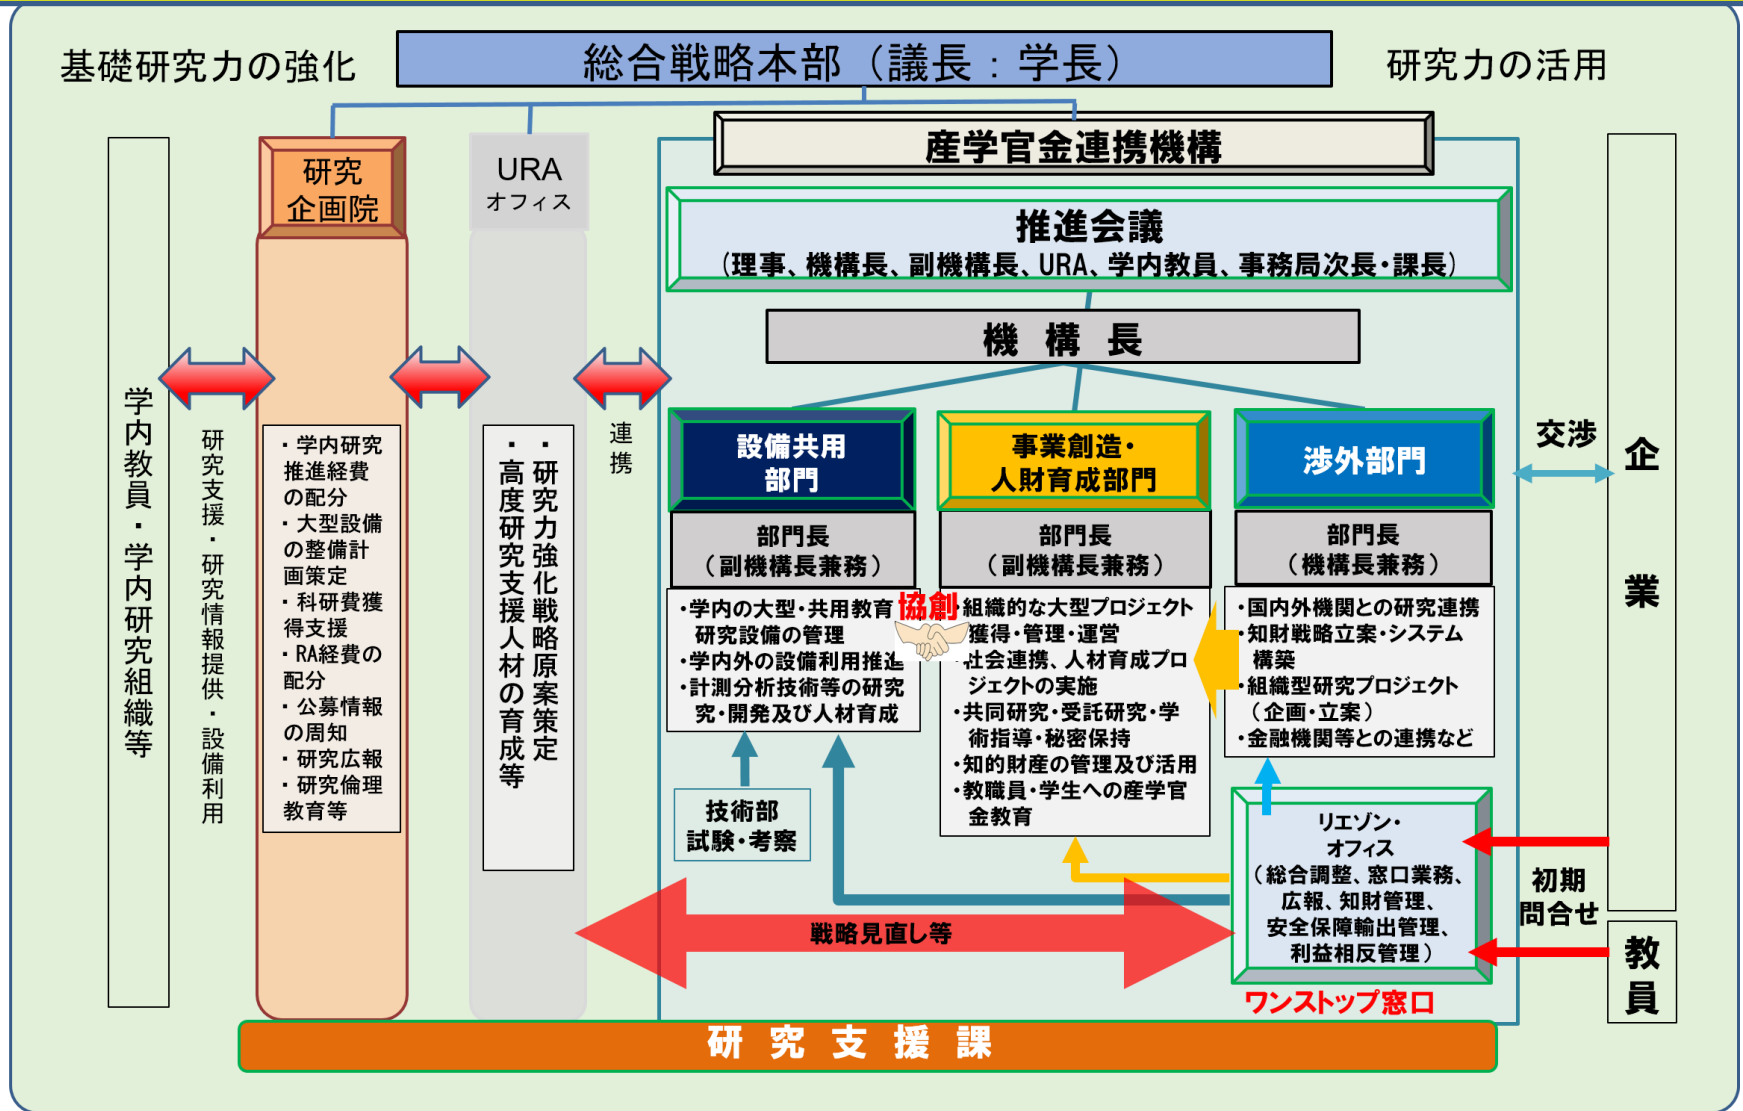 基礎研究力の強化
総合戦略本部（議長：学長）
研究力の活用
学内教員・学内研究組織等
研究支援・研究情報提供・設備利用
研究
企画院
・学内研究
推進経費
の配分
・大型設備
の整備計
画策定
・科研費獲
得支援
・RA経費の
配分
・公募情報
の周知
・研究広報
・研究倫理
教育等
URA
オフィス
・研究力強化戦略原案策定
・高度研究支援人材の育成等
連携
産学官金連携機構
推進会議
（理事、機構長、副機構長、URA、学内教員、事務局次長・課長）
機 構 長
設備共用
部門
部門長
（副機構長兼務）
・学内の大型・共用教育
研究設備の管理
・学内外の設備利用推進
・計測分析技術等の研究
究・開発及び人材育成
技術部
試験・考察
協創
事業創造・
人財育成部門
部門長
（副機構長兼務）
・組織的な大型プロジェクト
獲得・管理・運営
・社会連携、人材育成プロ
ジェクトの実施
・共同研究・受託研究・学
術指導・秘密保持
・知的財産の管理及び活用
・教職員・学生への産学官
金教育
渉外部門
部門長
（機構長兼務）
・国内外機関との研究連携
・知財戦略立案・システム
構築
・組織型研究プロジェクト
（企画・立案）
・金融機関等との連携など
リエゾン・
オフィス
（総合調整、窓口業務、
広報、知財管理、
安全保障輸出管理、
利益相反管理）
ワンストップ窓口
戦略見直し等
交渉
企業
初期
問合せ
教員
研 究 支 援 課